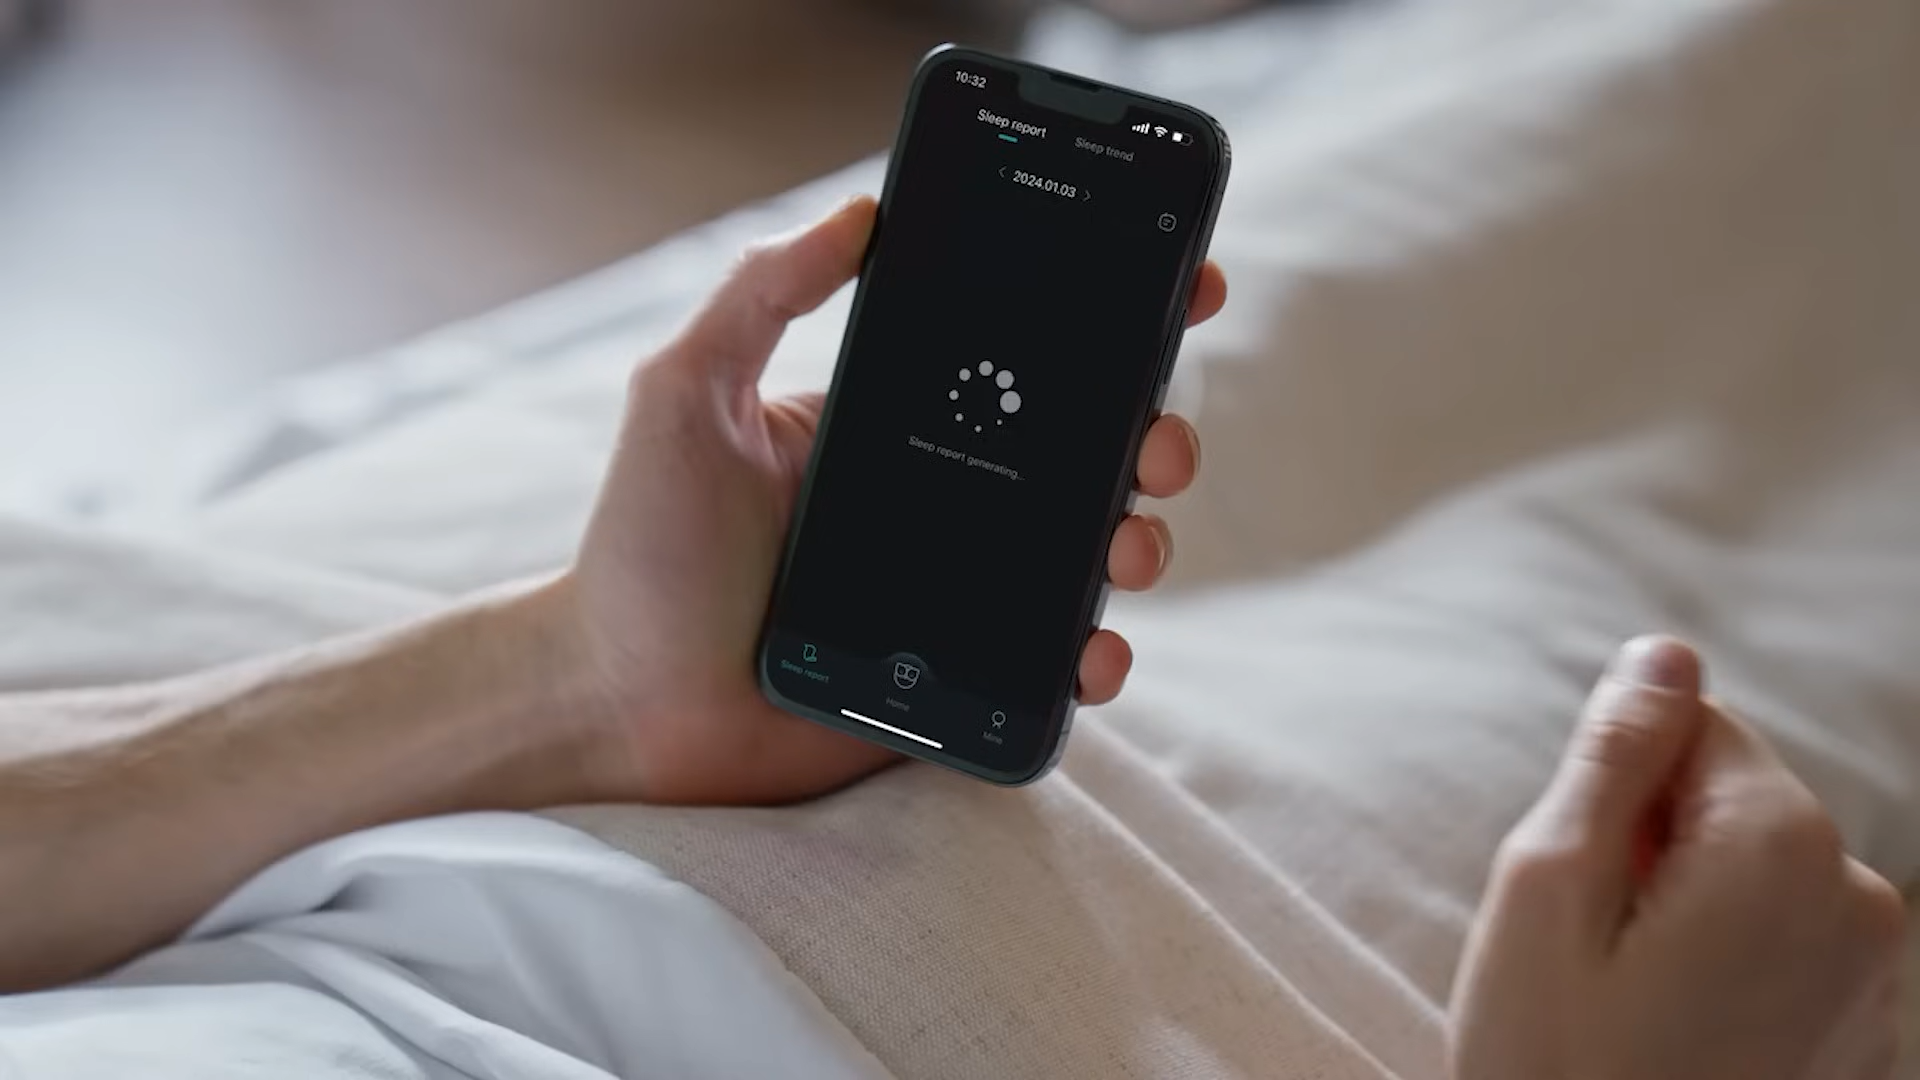 10:32
Sleep report
Sleep trend
2024.01.03
Sleep report generating...
Sleep report
Home
Mine